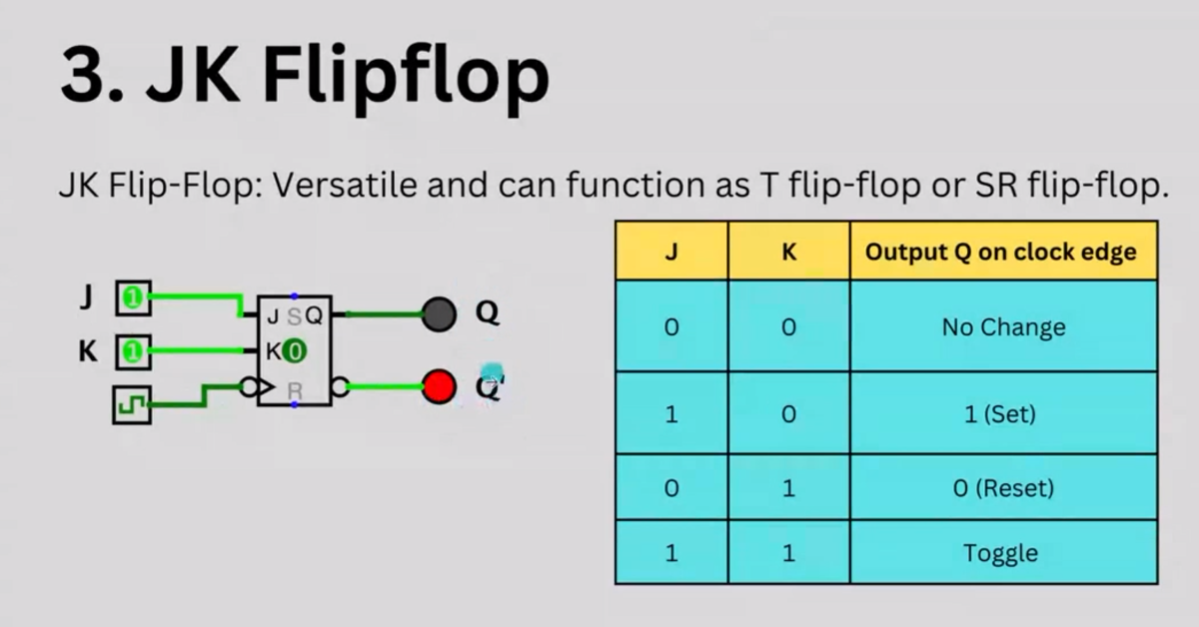 3. JK Flipflop
JK Flip-Flop: Versatile and can function as T flip-flop or SR flip-flop.
J 1 J S Q Q
K 1 K 0
R Q'
J K Output Q on clock edge
0 0 No Change
1 0 1 (Set)
0 1 0 (Reset)
1 1 Toggle